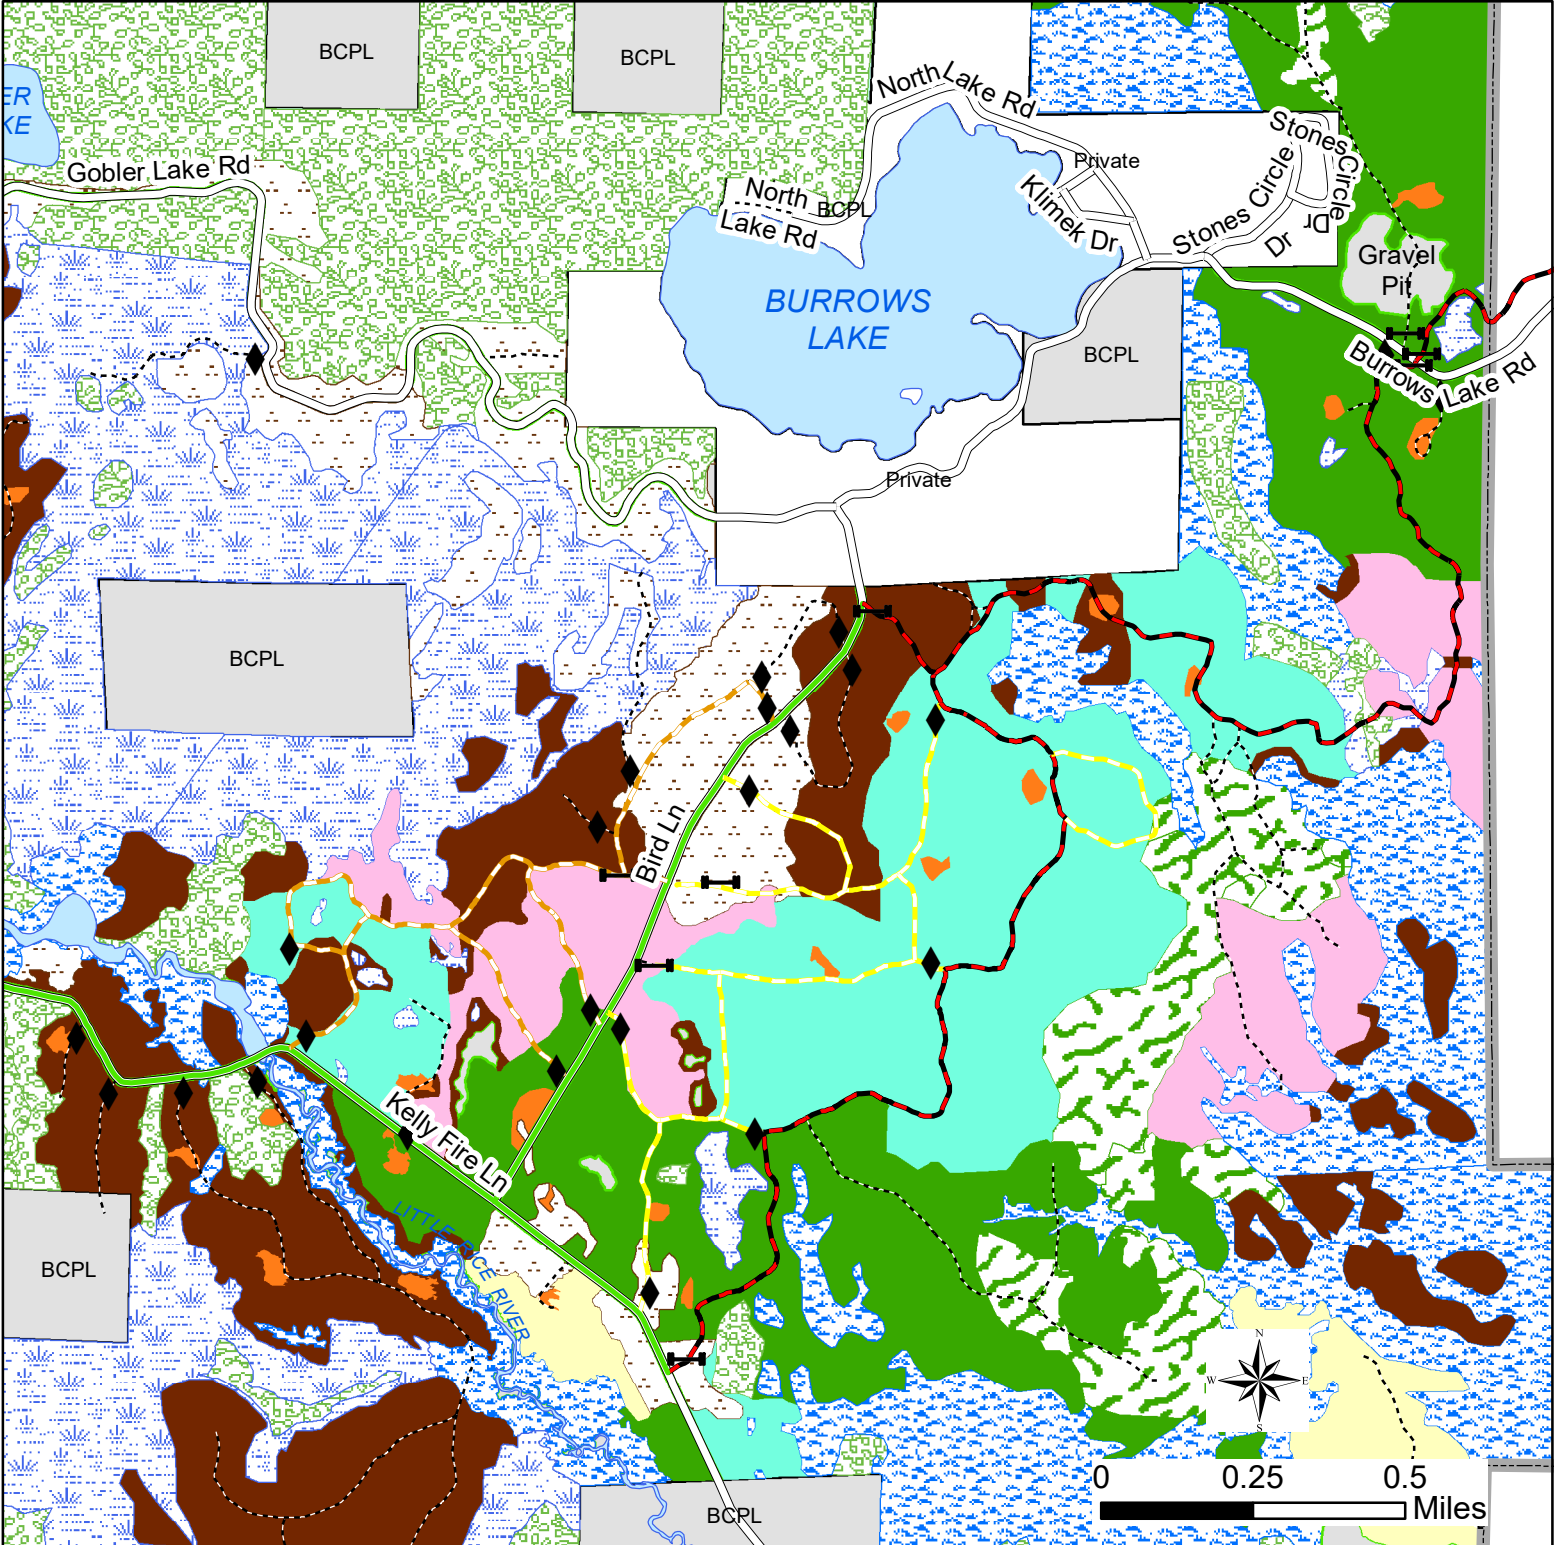 BCPL
BCPL
North Lake Rd
ER
KE
Gobler Lake Rd
Private
Stones Circle
North
BCPL
Lake Rd
Klimek Dr
Stones Circle
Dr
Dr
Gravel
Pit
BURROWS
LAKE
BCPL
Burrows Lake Rd
Private
BCPL
Bird Ln
Kelly Fire Ln
LITTLE RICE RIVER
BCPL
N
W
E
S
0 0.25 0.5
Miles
BCPL